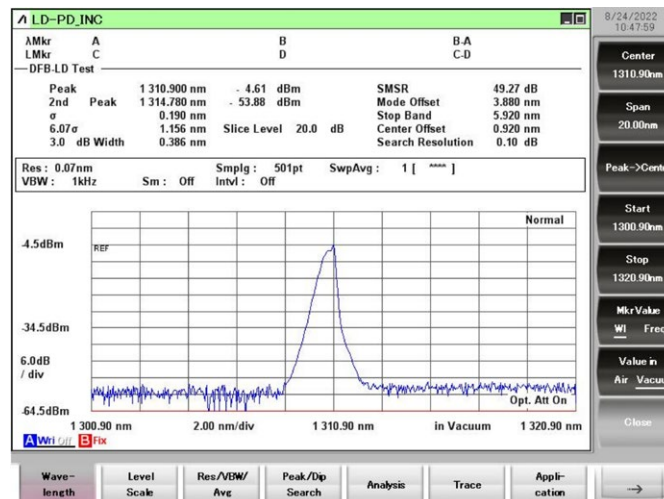 LD-PD_INC
8/24/2022
10:47:59
λMkr A B B-A
LMkr C D C-D
DFB-LD Test
Peak 1 310.900 nm - 4.61 dBm SMSR 49.27 dB
2nd Peak 1 314.780 nm - 53.88 dBm Mode Offset 3.880 nm
σ 0.190 nm Stop Band 5.920 nm
6.07σ 1.156 nm Slice Level 20.0 dB Center Offset 0.920 nm
3.0 dB Width 0.386 nm Search Resolution 0.10 dB
Res : 0.07nm Smplg : 501pt SwpAvg : 1 [ **** ]
VBW : 1kHz Sm : Off Intvl : Off
Normal
-4.5dBm
REF
-34.5dBm
6.0dB
/ div
Opt. Att On
-64.5dBm
1 300.90 nm 2.00 nm/div 1 310.90 nm in Vacuum 1 320.90 nm
A Wri Off B Fix
Center
1310.90nm
Span
20.00nm
Peak->Cente
Start
1300.90nm
Stop
1320.90nm
MkrValue
Wl Freq
Value in
Air Vacuu
Close
Wave-
length
Level
Scale
Res/VBW/
Avg
Peak/Dip
Search
Analysis
Trace
Appli-
cation